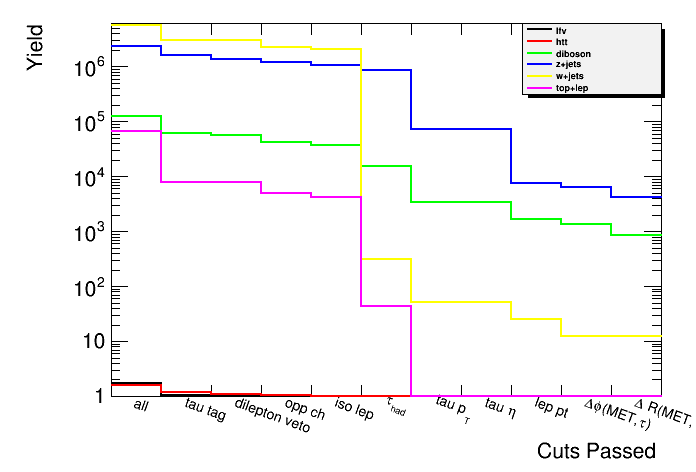 Yield
lfv
htt
diboson
z+jets
w+jets
top+lep
10^6
10^5
10^4
10^3
10^2
10
1
all
tau tag
dilepton veto
opp ch
iso lep
τ_had
tau p_T
tau η
lep pt
Δφ(MET,τ)
Δ R(MET,
Cuts Passed